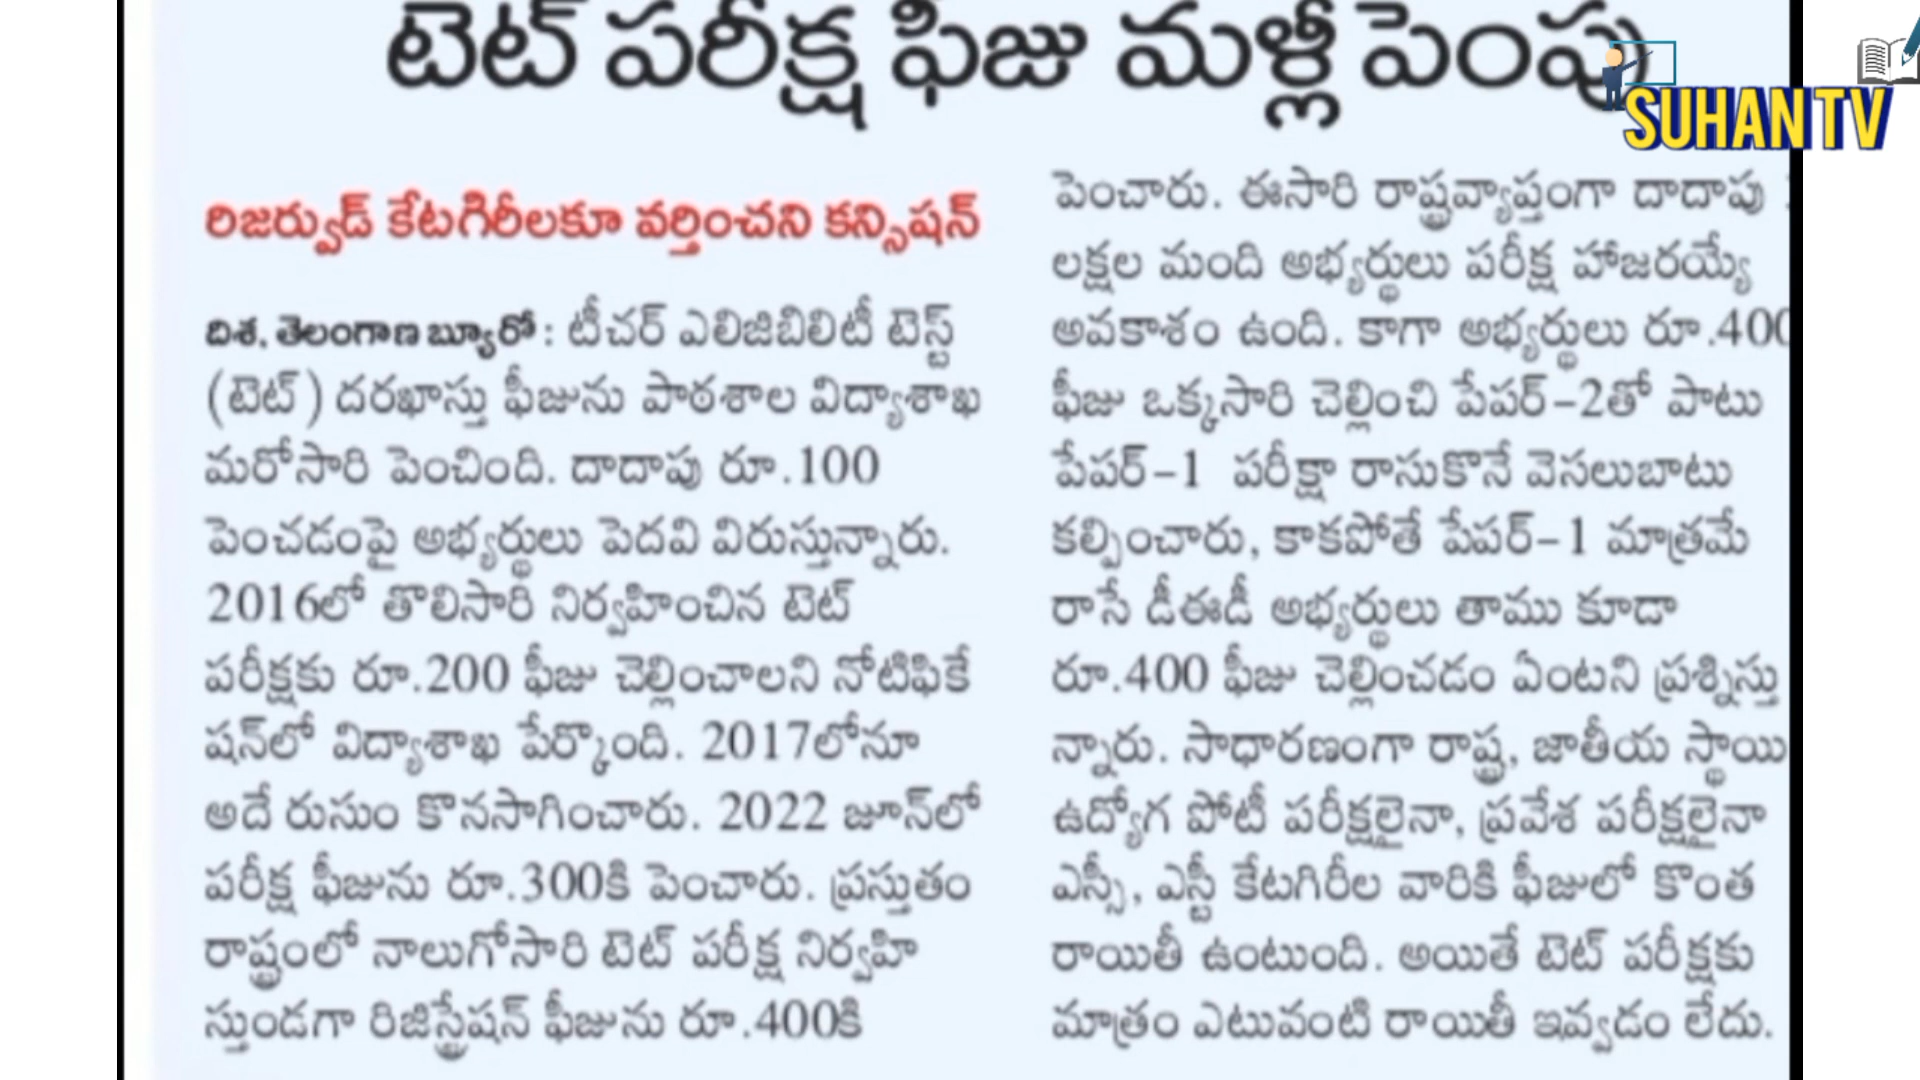 టెట్ పరీక్ష ఫీజు మళ్లీ పెంపు
SUHAN TV
రిజర్వుడ్ కేటగిరీలకూ వర్తించని కన్సిషన్
దిశ, తెలంగాణ బ్యూరో : టీచర్ ఎలిజిబిలిటీ టెస్ట్
(టెట్) దరఖాస్తు ఫీజును పాఠశాల విద్యాశాఖ
మరోసారి పెంచింది. దాదాపు రూ.100
పెంచడంపై అభ్యర్థులు పెదవి విరుస్తున్నారు.
2016లో తొలిసారి నిర్వహించిన టెట్
పరీక్షకు రూ.200 ఫీజు చెల్లించాలని నోటిఫికే
షన్‌లో విద్యాశాఖ పేర్కొంది. 2017లోనూ
అదే రుసుం కొనసాగించారు. 2022 జూన్‌లో
పరీక్ష ఫీజును రూ.300కి పెంచారు. ప్రస్తుతం
రాష్ట్రంలో నాలుగోసారి టెట్ పరీక్ష నిర్వహి
స్తుండగా రిజిస్ట్రేషన్ ఫీజును రూ.400కి
పెంచారు. ఈసారి రాష్ట్రవ్యాప్తంగా దాదాపు
లక్షల మంది అభ్యర్థులు పరీక్ష హాజరయ్యే
అవకాశం ఉంది. కాగా అభ్యర్థులు రూ.400
ఫీజు ఒక్కసారి చెల్లించి పేపర్-2తో పాటు
పేపర్-1 పరీక్షా రాసుకొనే వెసలుబాటు
కల్పించారు, కాకపోతే పేపర్-1 మాత్రమే
రాసే డీఈడీ అభ్యర్థులు తాము కూడా
రూ.400 ఫీజు చెల్లించడం ఏంటని ప్రశ్నిస్తు
న్నారు. సాధారణంగా రాష్ట్ర, జాతీయ స్థాయి
ఉద్యోగ పోటీ పరీక్షలైనా, ప్రవేశ పరీక్షలైనా
ఎస్సీ, ఎస్టీ కేటగిరీల వారికి ఫీజులో కొంత
రాయితీ ఉంటుంది. అయితే టెట్ పరీక్షకు
మాత్రం ఎటువంటి రాయితీ ఇవ్వడం లేదు.